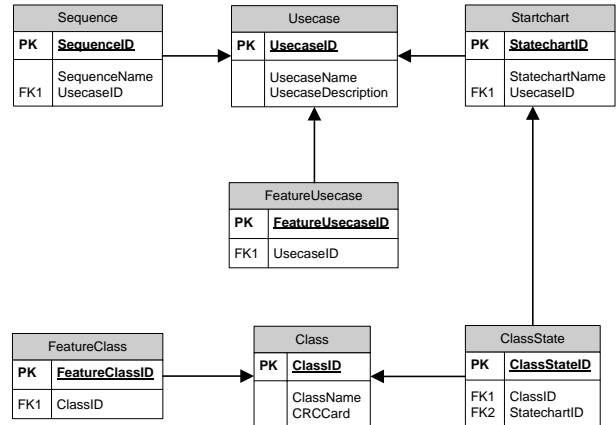 Sequence
PK SequenceID
SequenceName
FK1 UsecaseID
Usecase
PK UsecaseID
UsecaseName
UsecaseDescription
Startchart
PK StatechartID
StatechartName
FK1 UsecaseID
FeatureUsecase
PK FeatureUsecaseID
FK1 UsecaseID
FeatureClass
PK FeatureClassID
FK1 ClassID
Class
PK ClassID
ClassName
CRCCard
ClassState
PK ClassStateID
FK1 ClassID
FK2 StatechartID